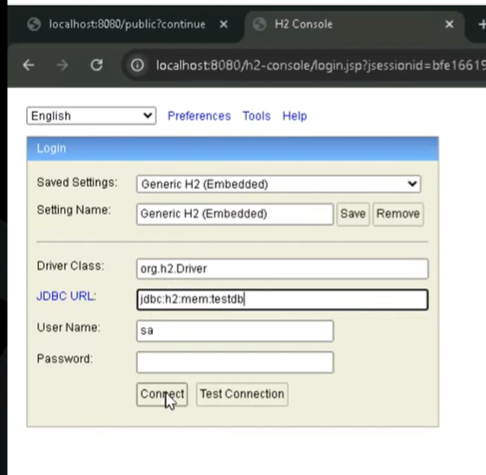 localhost:8080/public?continue
H2 Console
localhost:8080/h2-console/login.jsp?jsessionid=bfe16619
English Preferences Tools Help
Login
Saved Settings: Generic H2 (Embedded)
Setting Name: Generic H2 (Embedded) Save Remove
Driver Class: org.h2.Driver
JDBC URL: jdbc:h2:mem:testdb
User Name: sa
Password:
Connect Test Connection